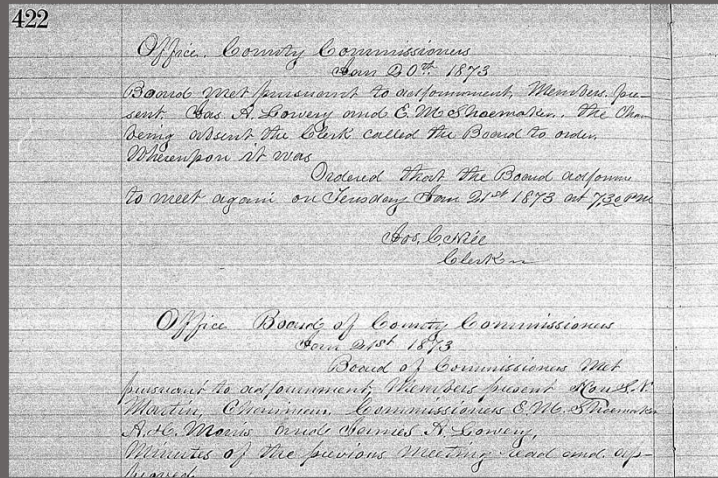 422
Office County Commissioners
Jan 20th 1873
Board met pursuant to adjournment, Members pre-
sent, Jas. A. Lowery and E. M. Shoemaker, the Cha
being absent the Clerk called the Board to order,
Whereupon it was
Ordered that the Board adjourn
to meet again on Tuesday Jan 21st 1873 at 7,30 PM
Jos. C.
Clerk
Office Board of County Commissioners
Jan 21st 1873
Board of Commissioners Met
pursuant to adjournment, Members present Hon
Martin, Chairman, Commissioners E. M. Shoemaker
A. H. Morris and James A. Lowery,
Minutes of the previous Meeting read and ap-
proved